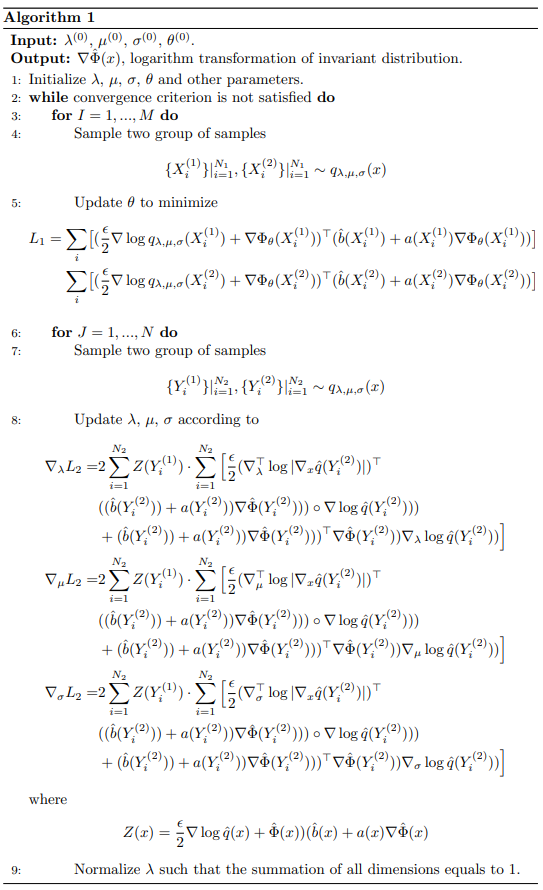 Algorithm 1
Input: λ^(0), μ^(0), σ^(0), θ^(0).
Output: ∇Φ̂(x), logarithm transformation of invariant distribution.
1: Initialize λ, μ, σ, θ and other parameters.
2: while convergence criterion is not satisfied do
3: for I = 1, ..., M do
4: Sample two group of samples
{X_i^(1)}|_{i=1}^{N_1}, {X_i^(2)}|_{i=1}^{N_1} ∼ q_{λ,μ,σ}(x)
5: Update θ to minimize
L_1 = ∑_i [(ϵ/2 ∇ log q_{λ,μ,σ}(X_i^(1)) + ∇Φ_θ(X_i^(1)))^⊤(b̂(X_i^(1)) + a(X_i^(1))∇Φ_θ(X_i^(1)))]
∑_i [(ϵ/2 ∇ log q_{λ,μ,σ}(X_i^(2)) + ∇Φ_θ(X_i^(2)))^⊤(b̂(X_i^(2)) + a(X_i^(2))∇Φ_θ(X_i^(2)))]
6: for J = 1, ..., N do
7: Sample two group of samples
{Y_i^(1)}|_{i=1}^{N_2}, {Y_i^(2)}|_{i=1}^{N_2} ∼ q_{λ,μ,σ}(x)
8: Update λ, μ, σ according to
∇_λ L_2 =2 ∑_{i=1}^{N_2} Z(Y_i^(1)) · ∑_{i=1}^{N_2} [ϵ/2 (∇_λ^⊤ log |∇_x q̂(Y_i^(2))|)^⊤
((b̂(Y_i^(2))) + a(Y_i^(2))∇Φ̂(Y_i^(2))) ∘ ∇ log q̂(Y_i^(2)))
+ (b̂(Y_i^(2)) + a(Y_i^(2))∇Φ̂(Y_i^(2)))^⊤∇Φ̂(Y_i^(2))∇_λ log q̂(Y_i^(2))]
∇_μ L_2 =2 ∑_{i=1}^{N_2} Z(Y_i^(1)) · ∑_{i=1}^{N_2} [ϵ/2 (∇_μ^⊤ log |∇_x q̂(Y_i^(2))|)^⊤
((b̂(Y_i^(2))) + a(Y_i^(2))∇Φ̂(Y_i^(2))) ∘ ∇ log q̂(Y_i^(2)))
+ (b̂(Y_i^(2)) + a(Y_i^(2))∇Φ̂(Y_i^(2)))^⊤∇Φ̂(Y_i^(2))∇_μ log q̂(Y_i^(2))]
∇_σ L_2 =2 ∑_{i=1}^{N_2} Z(Y_i^(1)) · ∑_{i=1}^{N_2} [ϵ/2 (∇_σ^⊤ log |∇_x q̂(Y_i^(2))|)^⊤
((b̂(Y_i^(2))) + a(Y_i^(2))∇Φ̂(Y_i^(2))) ∘ ∇ log q̂(Y_i^(2)))
+ (b̂(Y_i^(2)) + a(Y_i^(2))∇Φ̂(Y_i^(2)))^⊤∇Φ̂(Y_i^(2))∇_σ log q̂(Y_i^(2))]
where
Z(x) = ϵ/2 ∇ log q̂(x) + Φ̂(x))(b̂(x) + a(x)∇Φ̂(x)
9: Normalize λ such that the summation of all dimensions equals to 1.